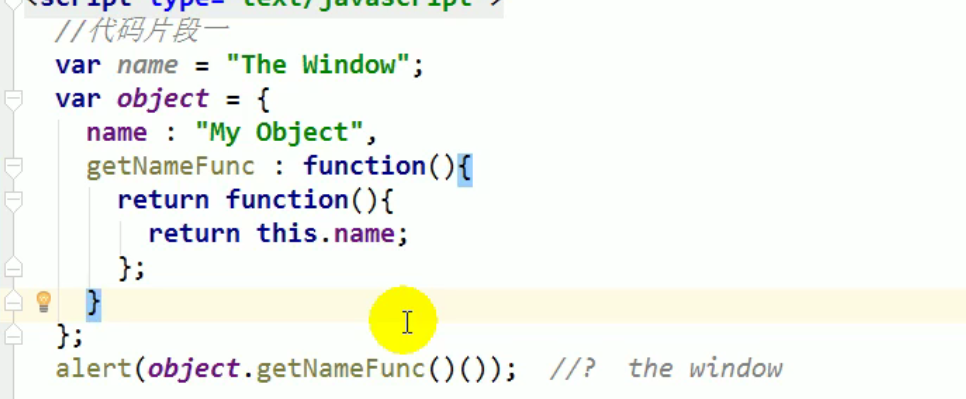 <script type="text/javascript">
//代码片段一
var name = "The Window";
var object = {
name : "My Object",
getNameFunc : function(){
return function(){
return this.name;
};
}
};
alert(object.getNameFunc()()); //? the window